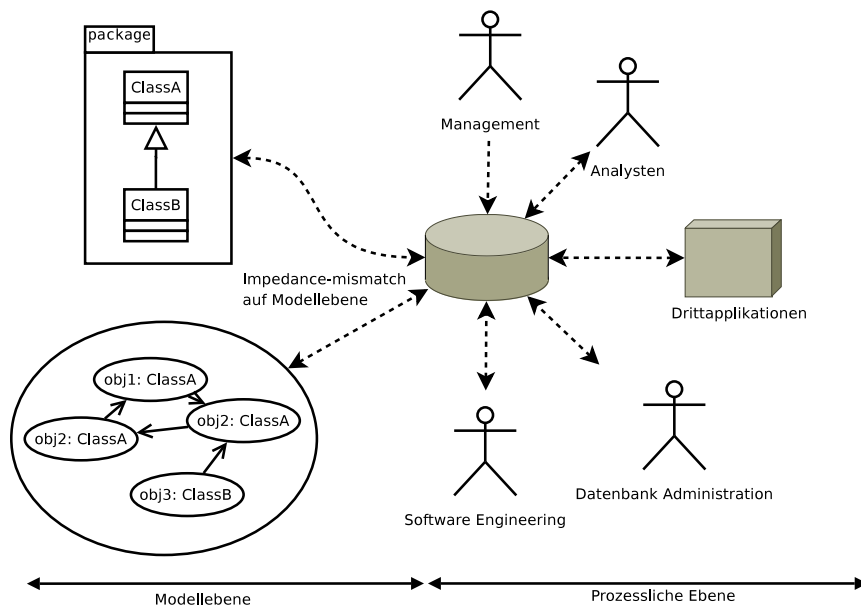 package
ClassA
ClassB
Management
Analysten
Impedance-mismatch
auf Modellebene
Drittapplikationen
obj1: ClassA
obj2: ClassA
obj2: ClassA
obj3: ClassB
Software Engineering
Datenbank Administration
Modellebene
Prozessliche Ebene